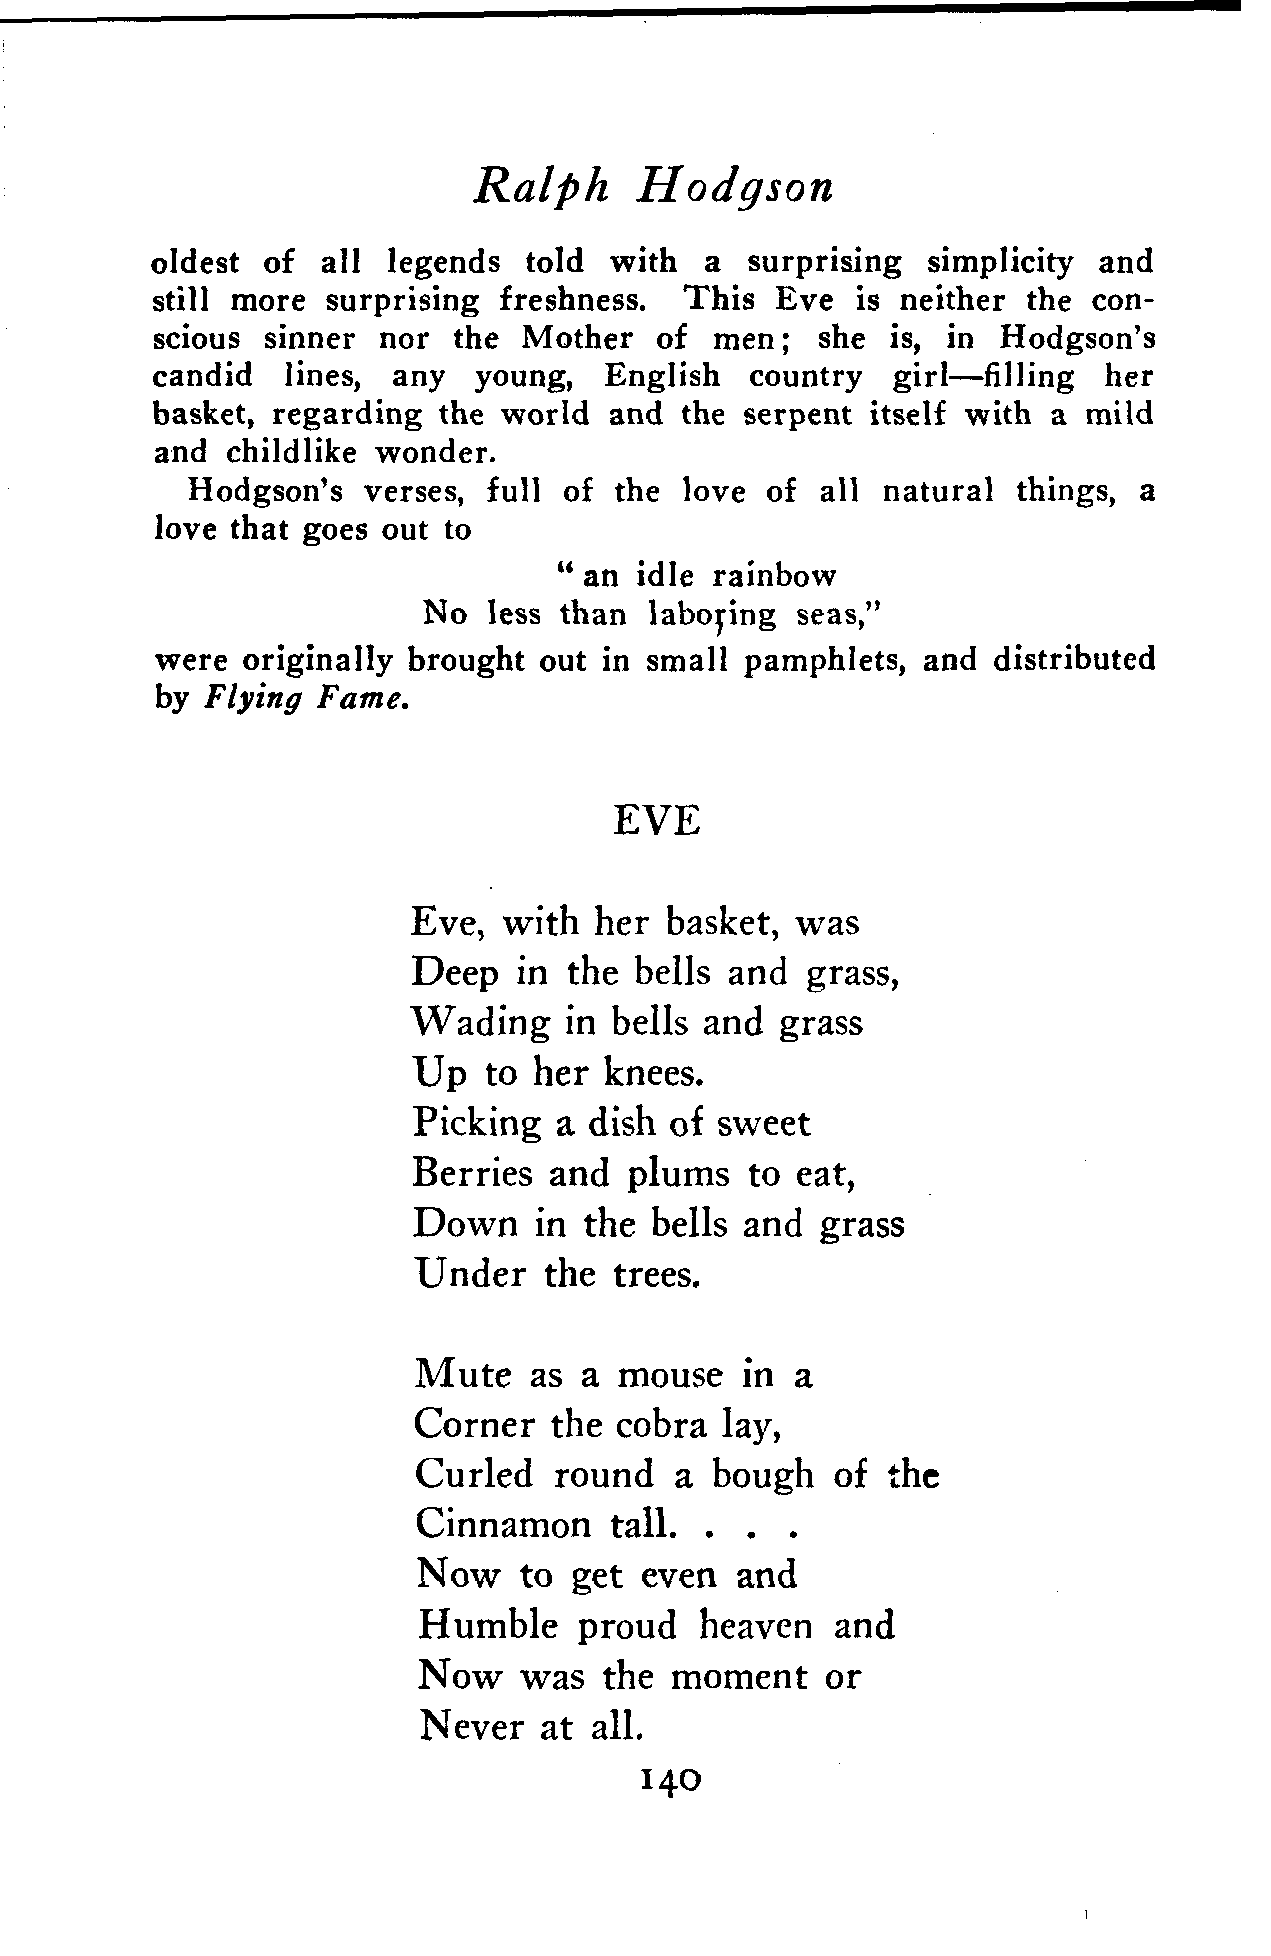 Ralph Hodgson
oldest of all legends told with a surprising simplicity and
still more surprising freshness. This Eve is neither the con-
scious sinner nor the Mother of men; she is, in Hodgson's
candid lines, any young, English country girl—filling her
basket, regarding the world and the serpent itself with a mild
and childlike wonder.
Hodgson's verses, full of the love of all natural things, a
love that goes out to
"an idle rainbow
No less than laboring seas,"
were originally brought out in small pamphlets, and distributed
by Flying Fame.
EVE
Eve, with her basket, was
Deep in the bells and grass,
Wading in bells and grass
Up to her knees.
Picking a dish of sweet
Berries and plums to eat,
Down in the bells and grass
Under the trees.
Mute as a mouse in a
Corner the cobra lay,
Curled round a bough of the
Cinnamon tall. . . .
Now to get even and
Humble proud heaven and
Now was the moment or
Never at all.
140